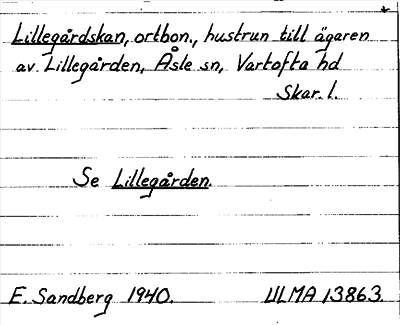 Lillegårdskan, ortbon., hustrun till ägaren
av Lillegården, Åsle sn, Vartofta hd
Skar. l.
Se Lillegården.
E. Sandberg 1940. ULMA 13863.